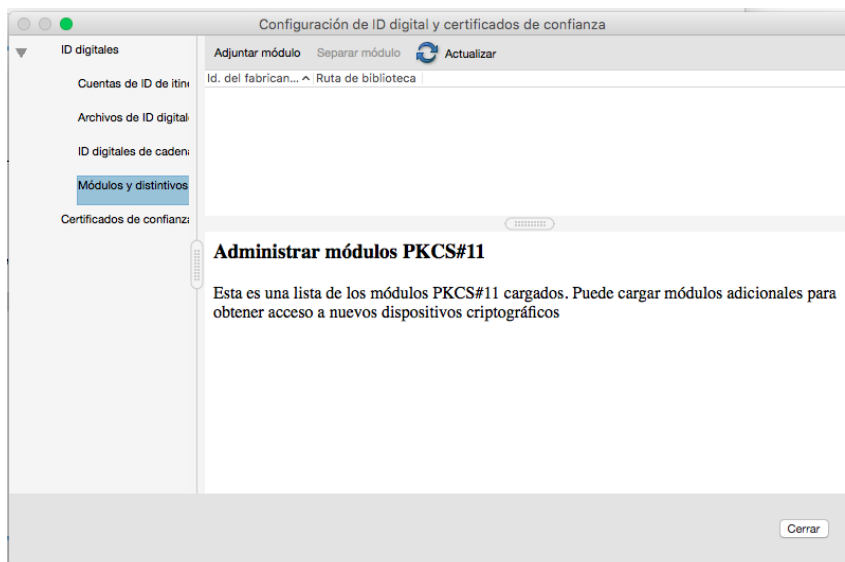 Configuración de ID digital y certificados de confianza
ID digitales
Cuentas de ID de itine
Archivos de ID digital
ID digitales de cadena
Módulos y distintivos
Certificados de confianza
Adjuntar módulo Separar módulo Actualizar
Id. del fabrican... Ruta de biblioteca
Administrar módulos PKCS#11
Esta es una lista de los módulos PKCS#11 cargados. Puede cargar módulos adicionales para
obtener acceso a nuevos dispositivos criptográficos
Cerrar